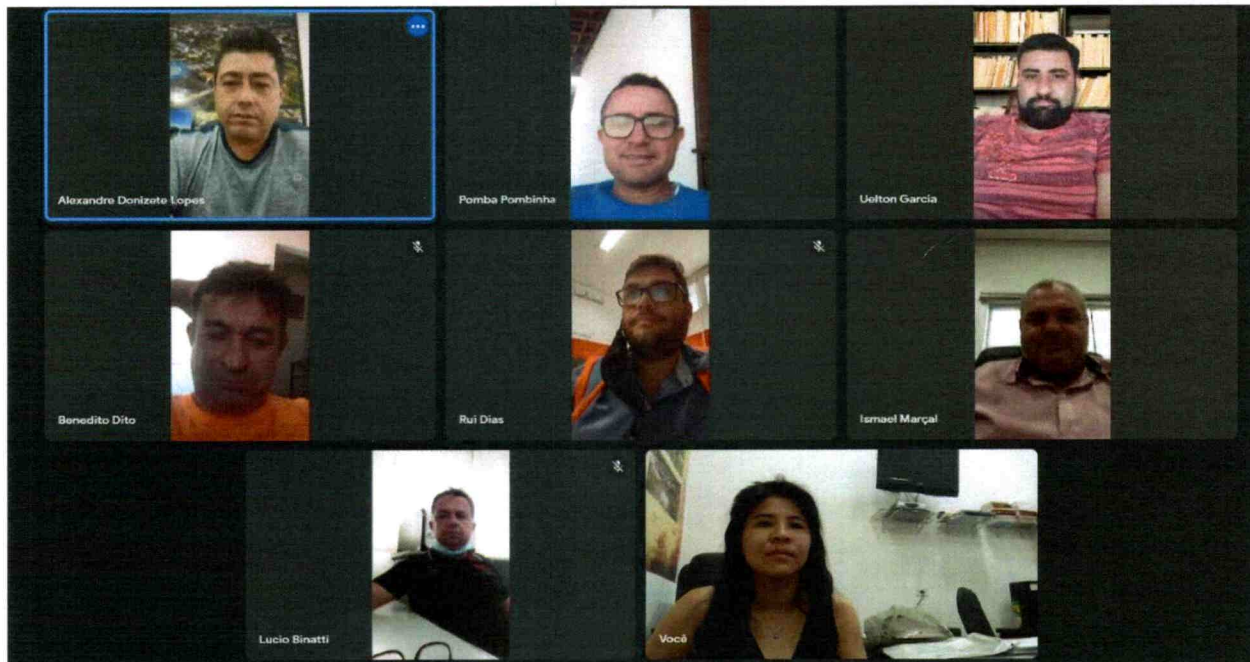 Alexandre Donizete Lopes
Pomba Pombinha
Uelton Garcia
Benedito Dito
Rui Dias
Ismael Marçal
Lucio Binatti
Você